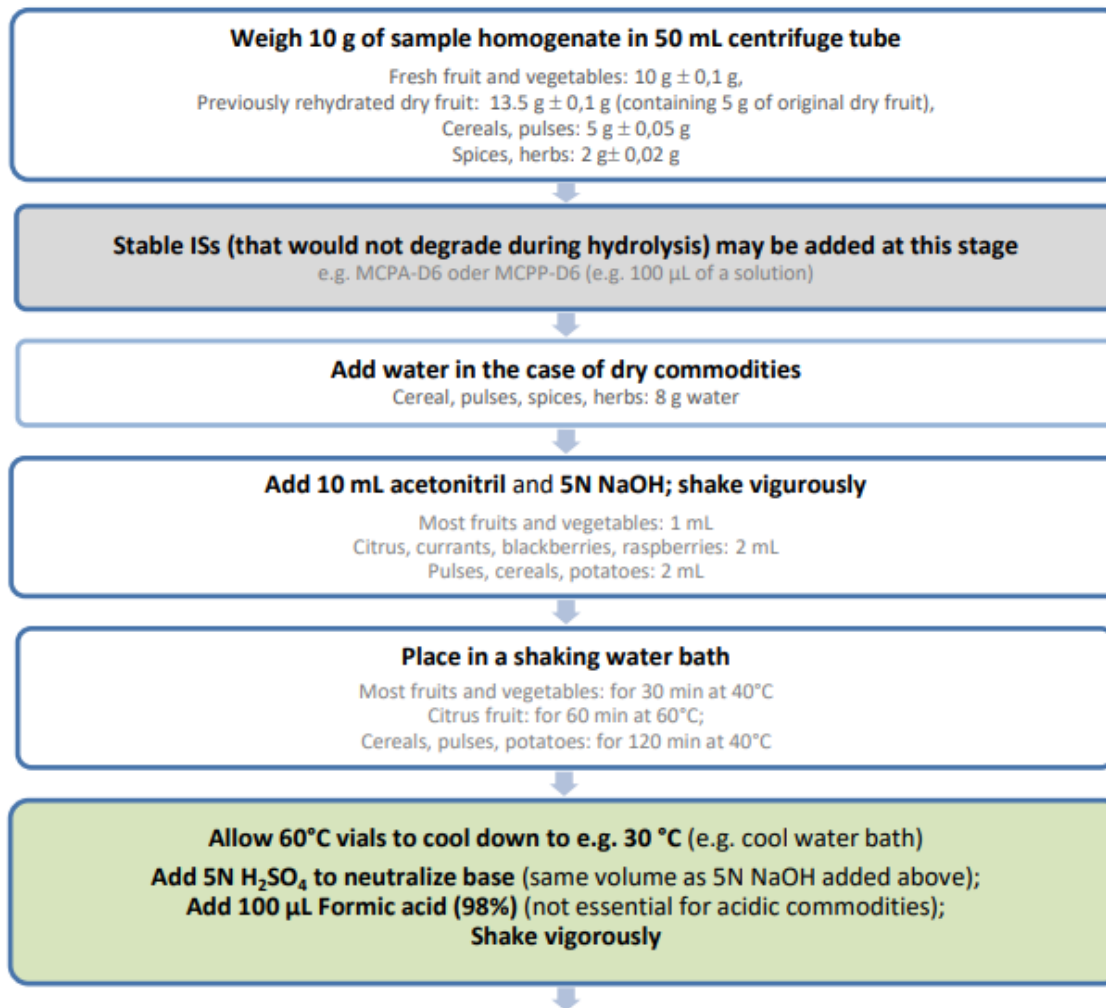 Weigh 10 g of sample homogenate in 50 mL centrifuge tube
Fresh fruit and vegetables: 10 g ± 0,1 g,
Previously rehydrated dry fruit: 13.5 g ± 0,1 g (containing 5 g of original dry fruit),
Cereals, pulses: 5 g ± 0,05 g
Spices, herbs: 2 g± 0,02 g
Stable ISs (that would not degrade during hydrolysis) may be added at this stage
e.g. MCPA-D6 oder MCPP-D6 (e.g. 100 µL of a solution)
Add water in the case of dry commodities
Cereal, pulses, spices, herbs: 8 g water
Add 10 mL acetonitril and 5N NaOH; shake vigurously
Most fruits and vegetables: 1 mL
Citrus, currants, blackberries, raspberries: 2 mL
Pulses, cereals, potatoes: 2 mL
Place in a shaking water bath
Most fruits and vegetables: for 30 min at 40°C
Citrus fruit: for 60 min at 60°C;
Cereals, pulses, potatoes: for 120 min at 40°C
Allow 60°C vials to cool down to e.g. 30 °C (e.g. cool water bath)
Add 5N H₂SO₄ to neutralize base (same volume as 5N NaOH added above);
Add 100 µL Formic acid (98%) (not essential for acidic commodities);
Shake vigorously